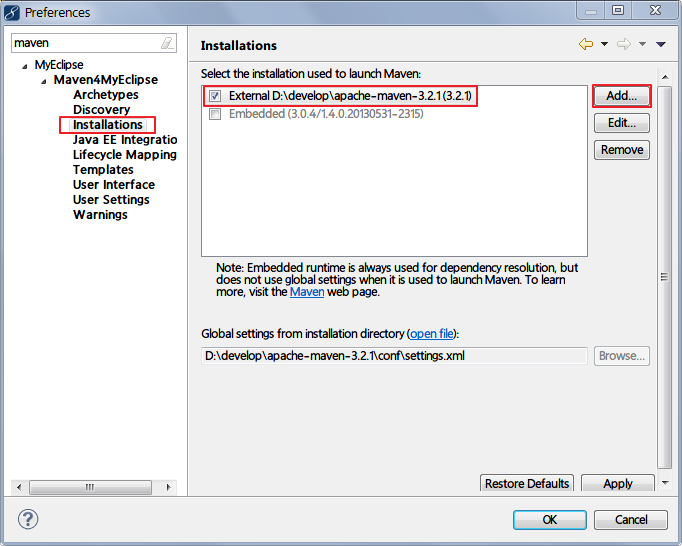 Preferences
maven
MyEclipse
Maven4MyEclipse
Archetypes
Discovery
Installations
Java EE Integratio
Lifecycle Mapping
Templates
User Interface
User Settings
Warnings
Installations
Select the installation used to launch Maven:
External D:\develop\apache-maven-3.2.1 (3.2.1)
Embedded (3.0.4/1.4.0.20130531-2315)
Add...
Edit...
Remove
Note: Embedded runtime is always used for dependency resolution, but
does not use global settings when it is used to launch Maven. To learn
more, visit the Maven web page.
Global settings from installation directory (open file):
D:\develop\apache-maven-3.2.1\conf\settings.xml
Browse...
Restore Defaults
Apply
?
OK
Cancel